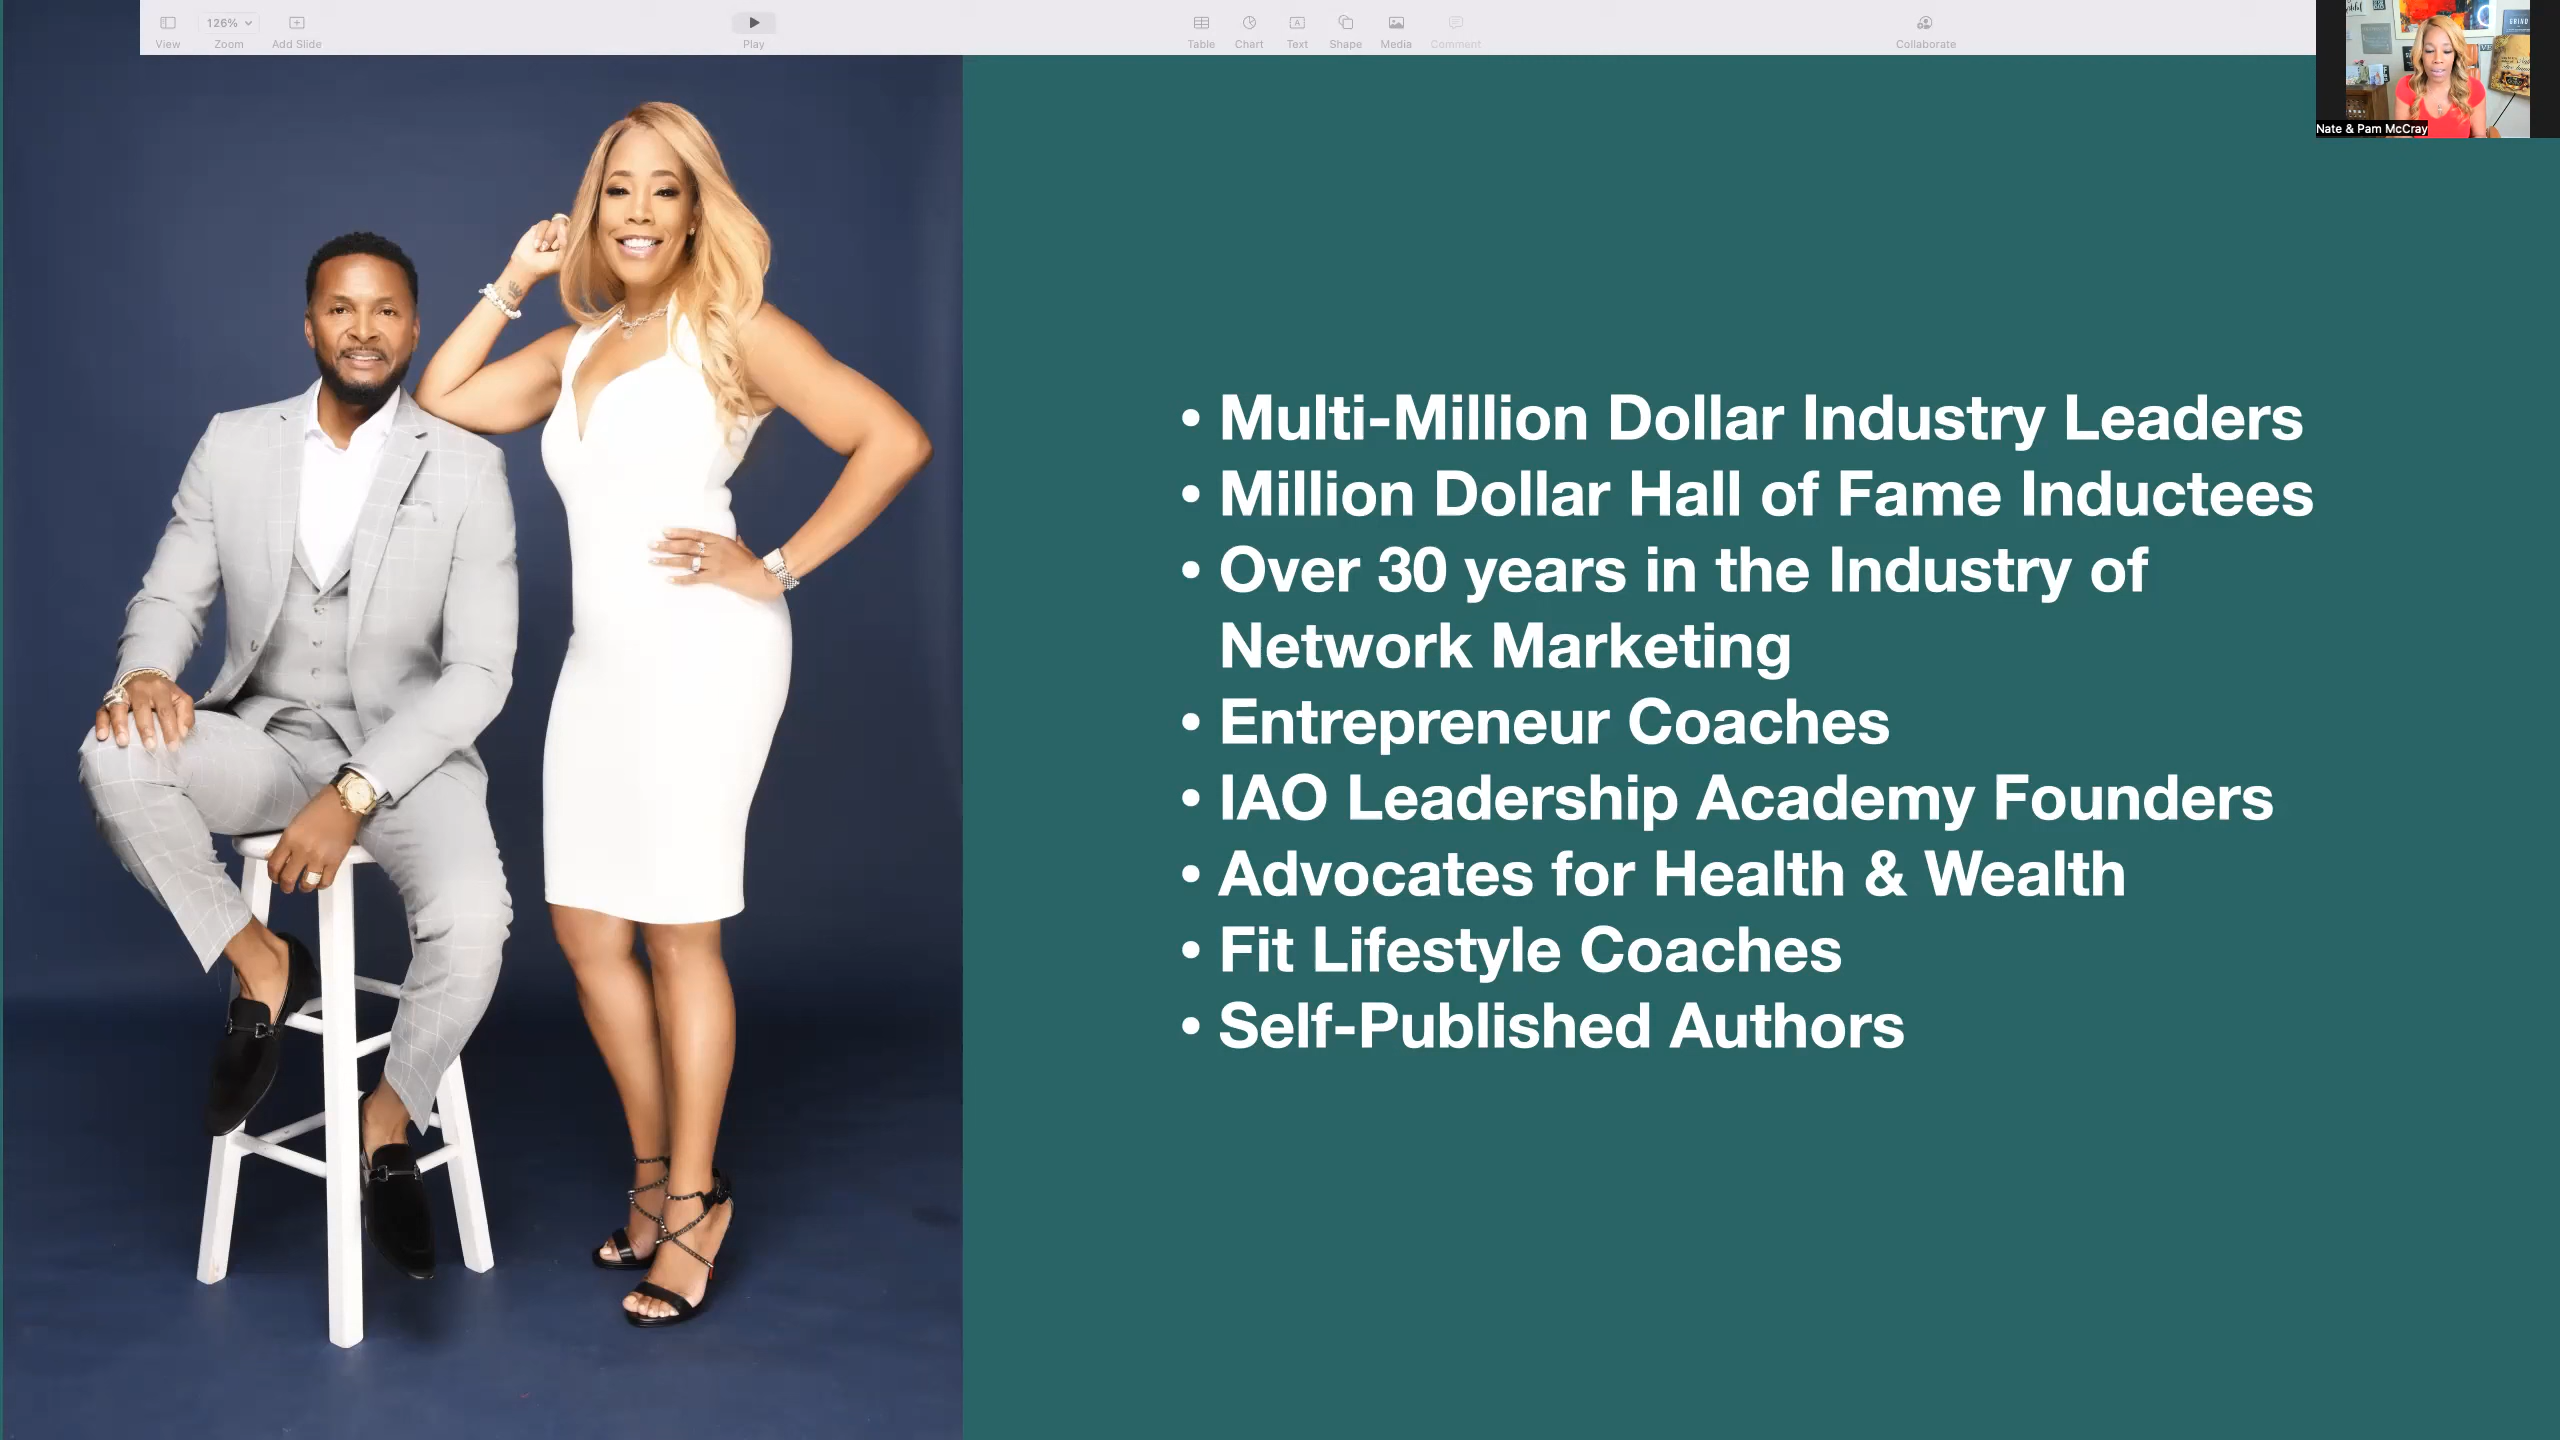 126%
View
Zoom
Add Slide
Play
Table
Chart
Text
Shape
Media
Comment
Collaborate
Nate & Pam McCray
• Multi-Million Dollar Industry Leaders
• Million Dollar Hall of Fame Inductees
• Over 30 years in the Industry of
Network Marketing
• Entrepreneur Coaches
• IAO Leadership Academy Founders
• Advocates for Health & Wealth
• Fit Lifestyle Coaches
• Self-Published Authors